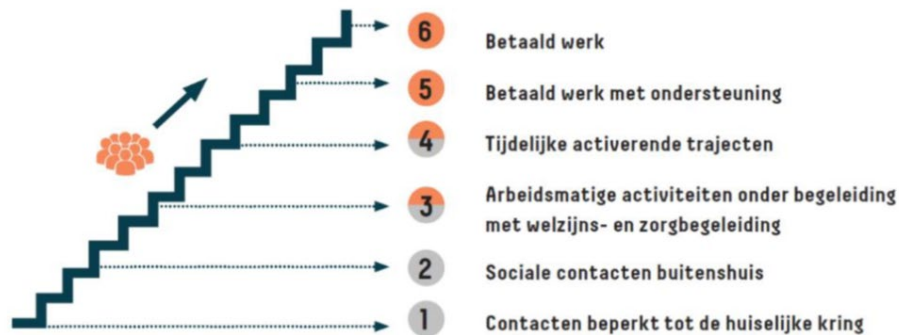 6 Betaald werk
5 Betaald werk met ondersteuning
4 Tijdelijke activerende trajecten
3 Arbeidsmatige activiteiten onder begeleiding
met welzijns- en zorgbegeleiding
2 Sociale contacten buitenshuis
1 Contacten beperkt tot de huiselijke kring